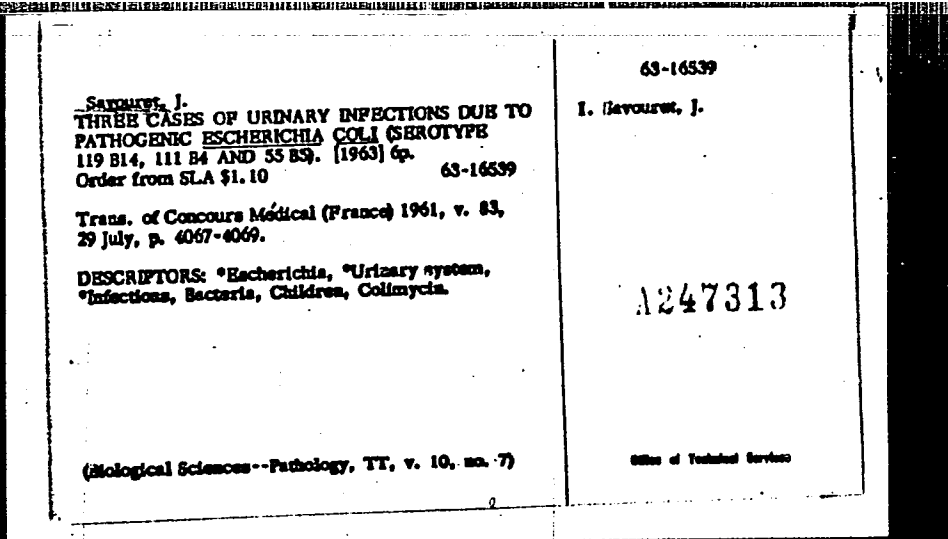 Savouret, J.
THREE CASES OF URINARY INFECTIONS DUE TO
PATHOGENIC ESCHERICHIA COLI (SEROTYPE
119 B14, 111 B4 AND 55 B5). [1963] 6p.
Order from SLA $1.10 63-16539
Trans. of Concours Médical (France) 1961, v. 83,
29 July, p. 4067-4069.
DESCRIPTORS: *Escherichia, *Urinary system,
*Infections, Bacteria, Children, Colimycin.
(Biological Sciences--Pathology, TT, v. 10, no. 7)
63-16539
I. Savouret, J.
A247313
Office of Technical Services